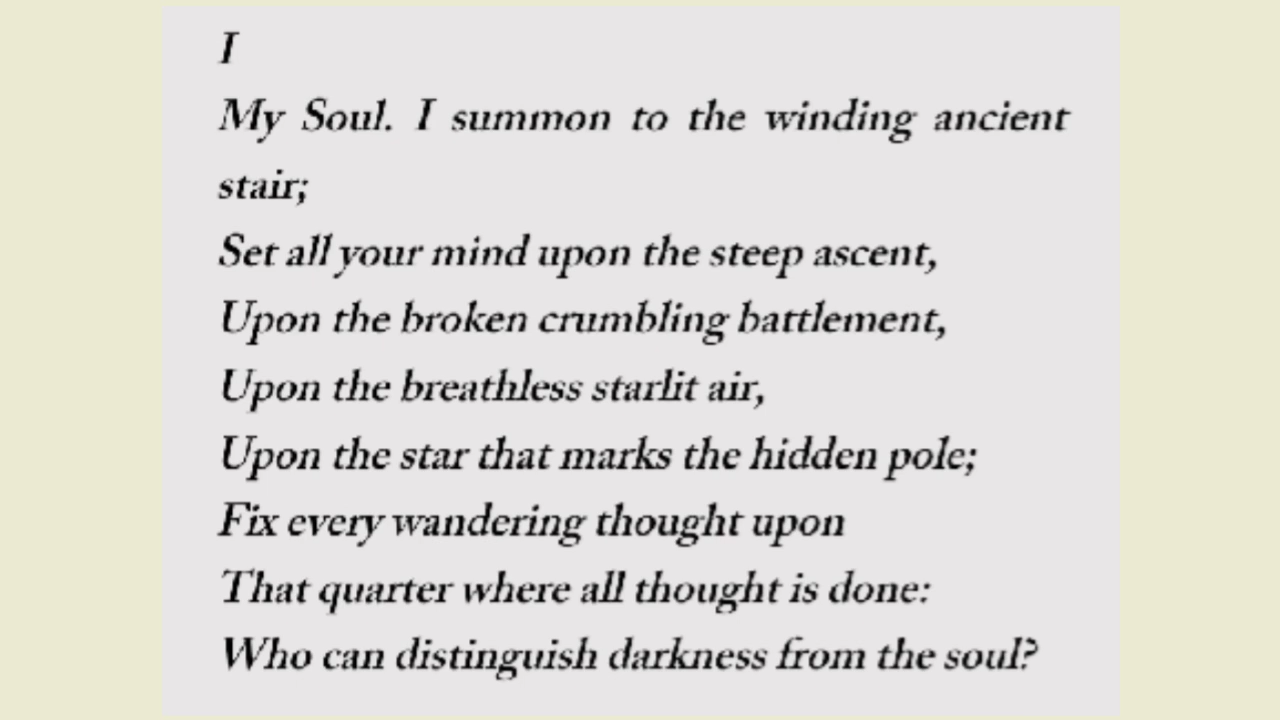 I
My Soul. I summon to the winding ancient
stair;
Set all your mind upon the steep ascent,
Upon the broken crumbling battlement,
Upon the breathless starlit air,
Upon the star that marks the hidden pole;
Fix every wandering thought upon
That quarter where all thought is done:
Who can distinguish darkness from the soul?